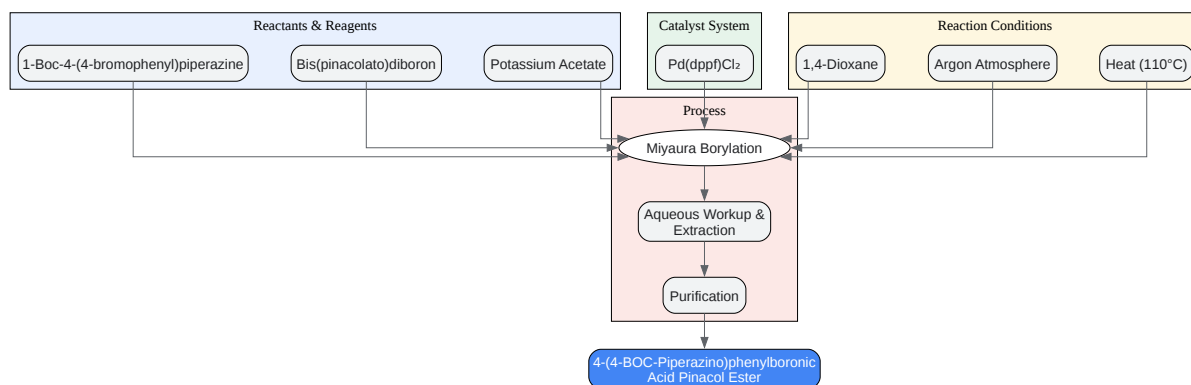 Reactants & Reagents
Catalyst System
Reaction Conditions
1-Boc-4-(4-bromophenyl)piperazine
Bis(pinacolato)diboron
Potassium Acetate
Pd(dppf)Cl₂
1,4-Dioxane
Argon Atmosphere
Heat (110°C)
Process
Miyaura Borylation
Aqueous Workup &
Extraction
Purification
4-(4-BOC-Piperazino)phenylboronic
Acid Pinacol Ester